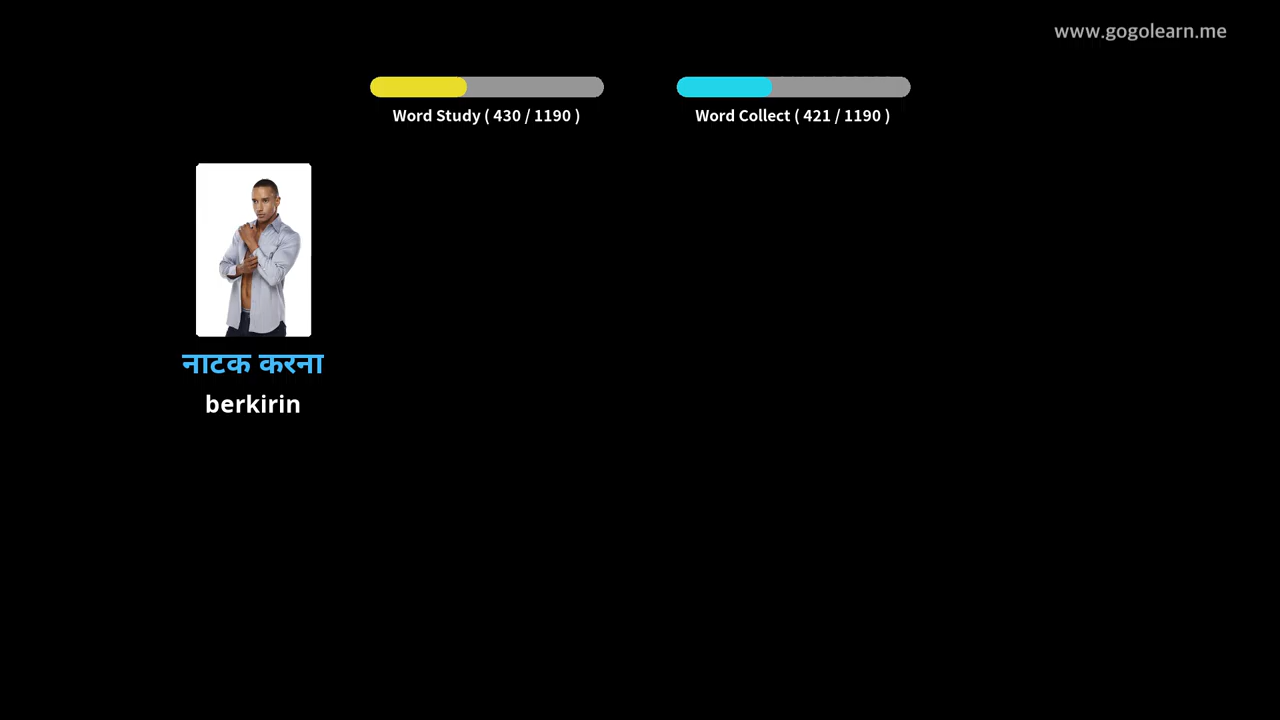 www.gogolearn.me
Word Study ( 430 / 1190 )
Word Collect ( 421 / 1190 )
नाटक करना
berkirin